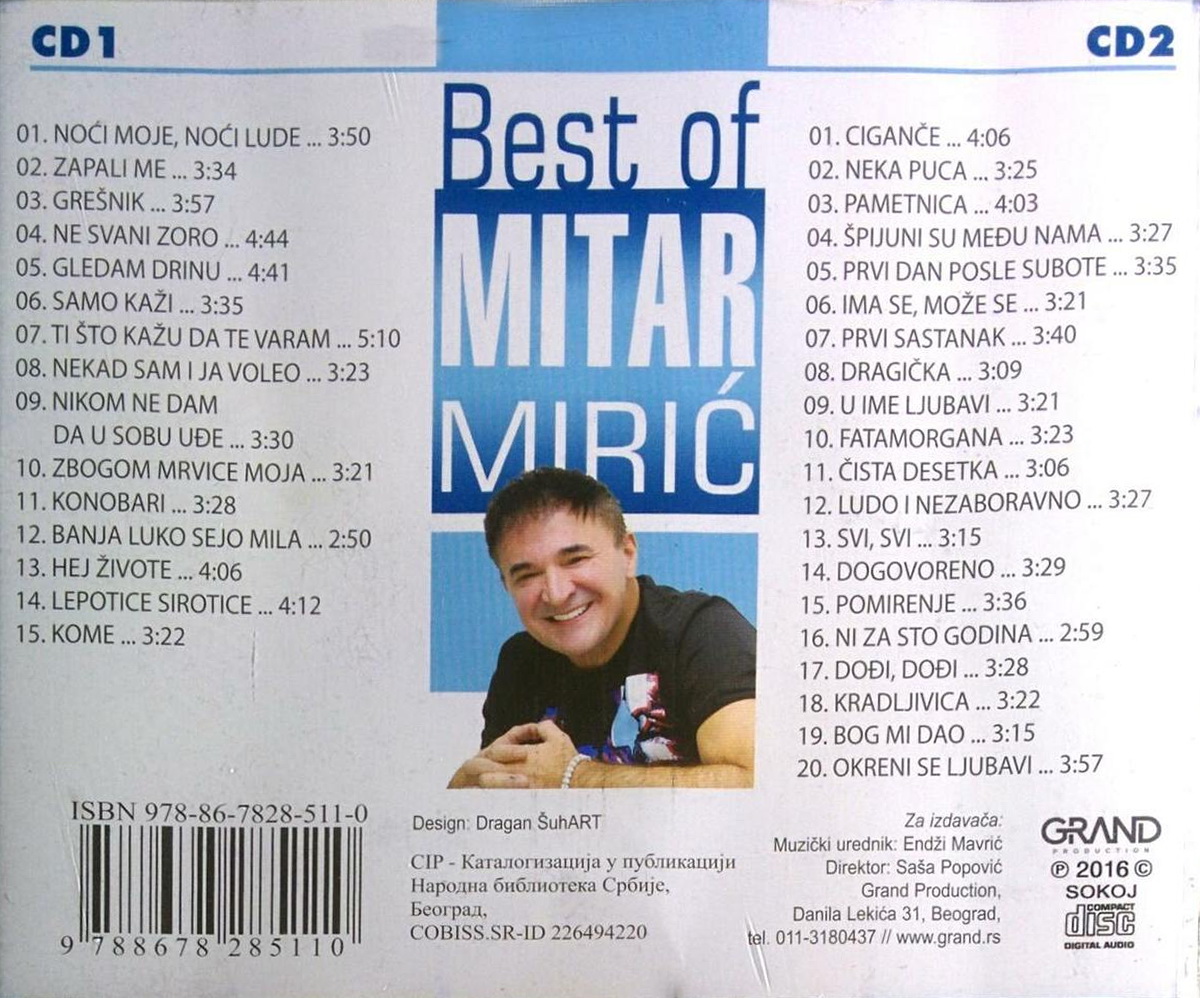 CD1
CD2
Best of
MITAR
MIRIĆ
01. NOĆI MOJE, NOĆI LUDE ... 3:50
02. ZAPALI ME ... 3:34
03. GREŠNIK ... 3:57
04. NE SVANI ZORO ... 4:44
05. GLEDAM DRINU ... 4:41
06. SAMO KAŽI ... 3:35
07. TI ŠTO KAŽU DA TE VARAM ... 5:10
08. NEKAD SAM I JA VOLEO ... 3:23
09. NIKOM NE DAM
DA U SOBU UĐE ... 3:30
10. ZBOGOM MRVICE MOJA ... 3:21
11. KONOBARI ... 3:28
12. BANJA LUKO SEJO MILA ... 2:50
13. HEJ ŽIVOTE ... 4:06
14. LEPOTICE SIROTICE ... 4:12
15. KOME ... 3:22
01. CIGANČE ... 4:06
02. NEKA PUCA ... 3:25
03. PAMETNICA ... 4:03
04. ŠPIJUNI SU MEĐU NAMA ... 3:27
05. PRVI DAN POSLE SUBOTE ... 3:35
06. IMA SE, MOŽE SE ... 3:21
07. PRVI SASTANAK ... 3:40
08. DRAGIČKA ... 3:09
09. U IME LJUBAVI ... 3:21
10. FATAMORGANA ... 3:23
11. ČISTA DESETKA ... 3:06
12. LUDO I NEZABORAVNO ... 3:27
13. SVI, SVI ... 3:15
14. DOGOVORENO ... 3:29
15. POMIRENJE ... 3:36
16. NI ZA STO GODINA ... 2:59
17. DOĐI, DOĐI ... 3:28
18. KRADLJIVICA ... 3:22
19. BOG MI DAO ... 3:15
20. OKRENI SE LJUBAVI ... 3:57
ISBN 978-86-7828-511-0
9 788678 285110
Design: Dragan ŠuhART
CIP - Каталогизација у публикацији
Народна библиотека Србије,
Београд,
COBISS.SR-ID 226494220
Za izdavača:
Muzički urednik: Endži Mavrić
Direktor: Saša Popović
Grand Production,
Danila Lekića 31, Beograd,
tel. 011-3180437 // www.grand.rs
GRAND
PRODUCTION
℗ 2016 ©
SOKOJ
COMPACT
disc
DIGITAL AUDIO